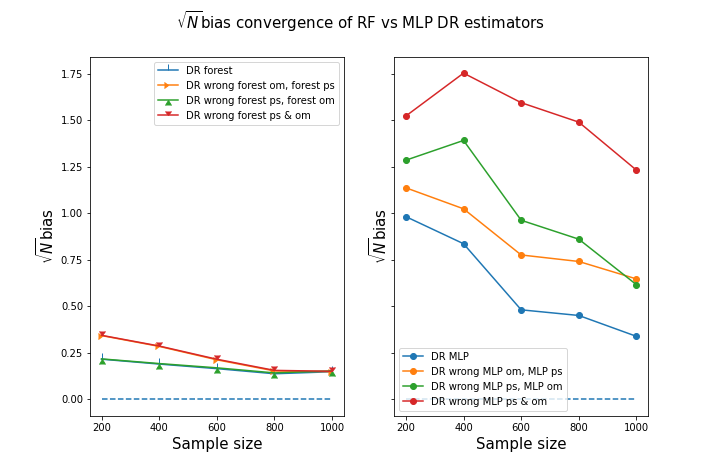 √N bias convergence of RF vs MLP DR estimators
√N bias
1.75
1.50
1.25
1.00
0.75
0.50
0.25
0.00
DR forest
DR wrong forest om, forest ps
DR wrong forest ps, forest om
DR wrong forest ps & om
200 400 600 800 1000
Sample size
√N bias
DR MLP
DR wrong MLP om, MLP ps
DR wrong MLP ps, MLP om
DR wrong MLP ps & om
200 400 600 800 1000
Sample size